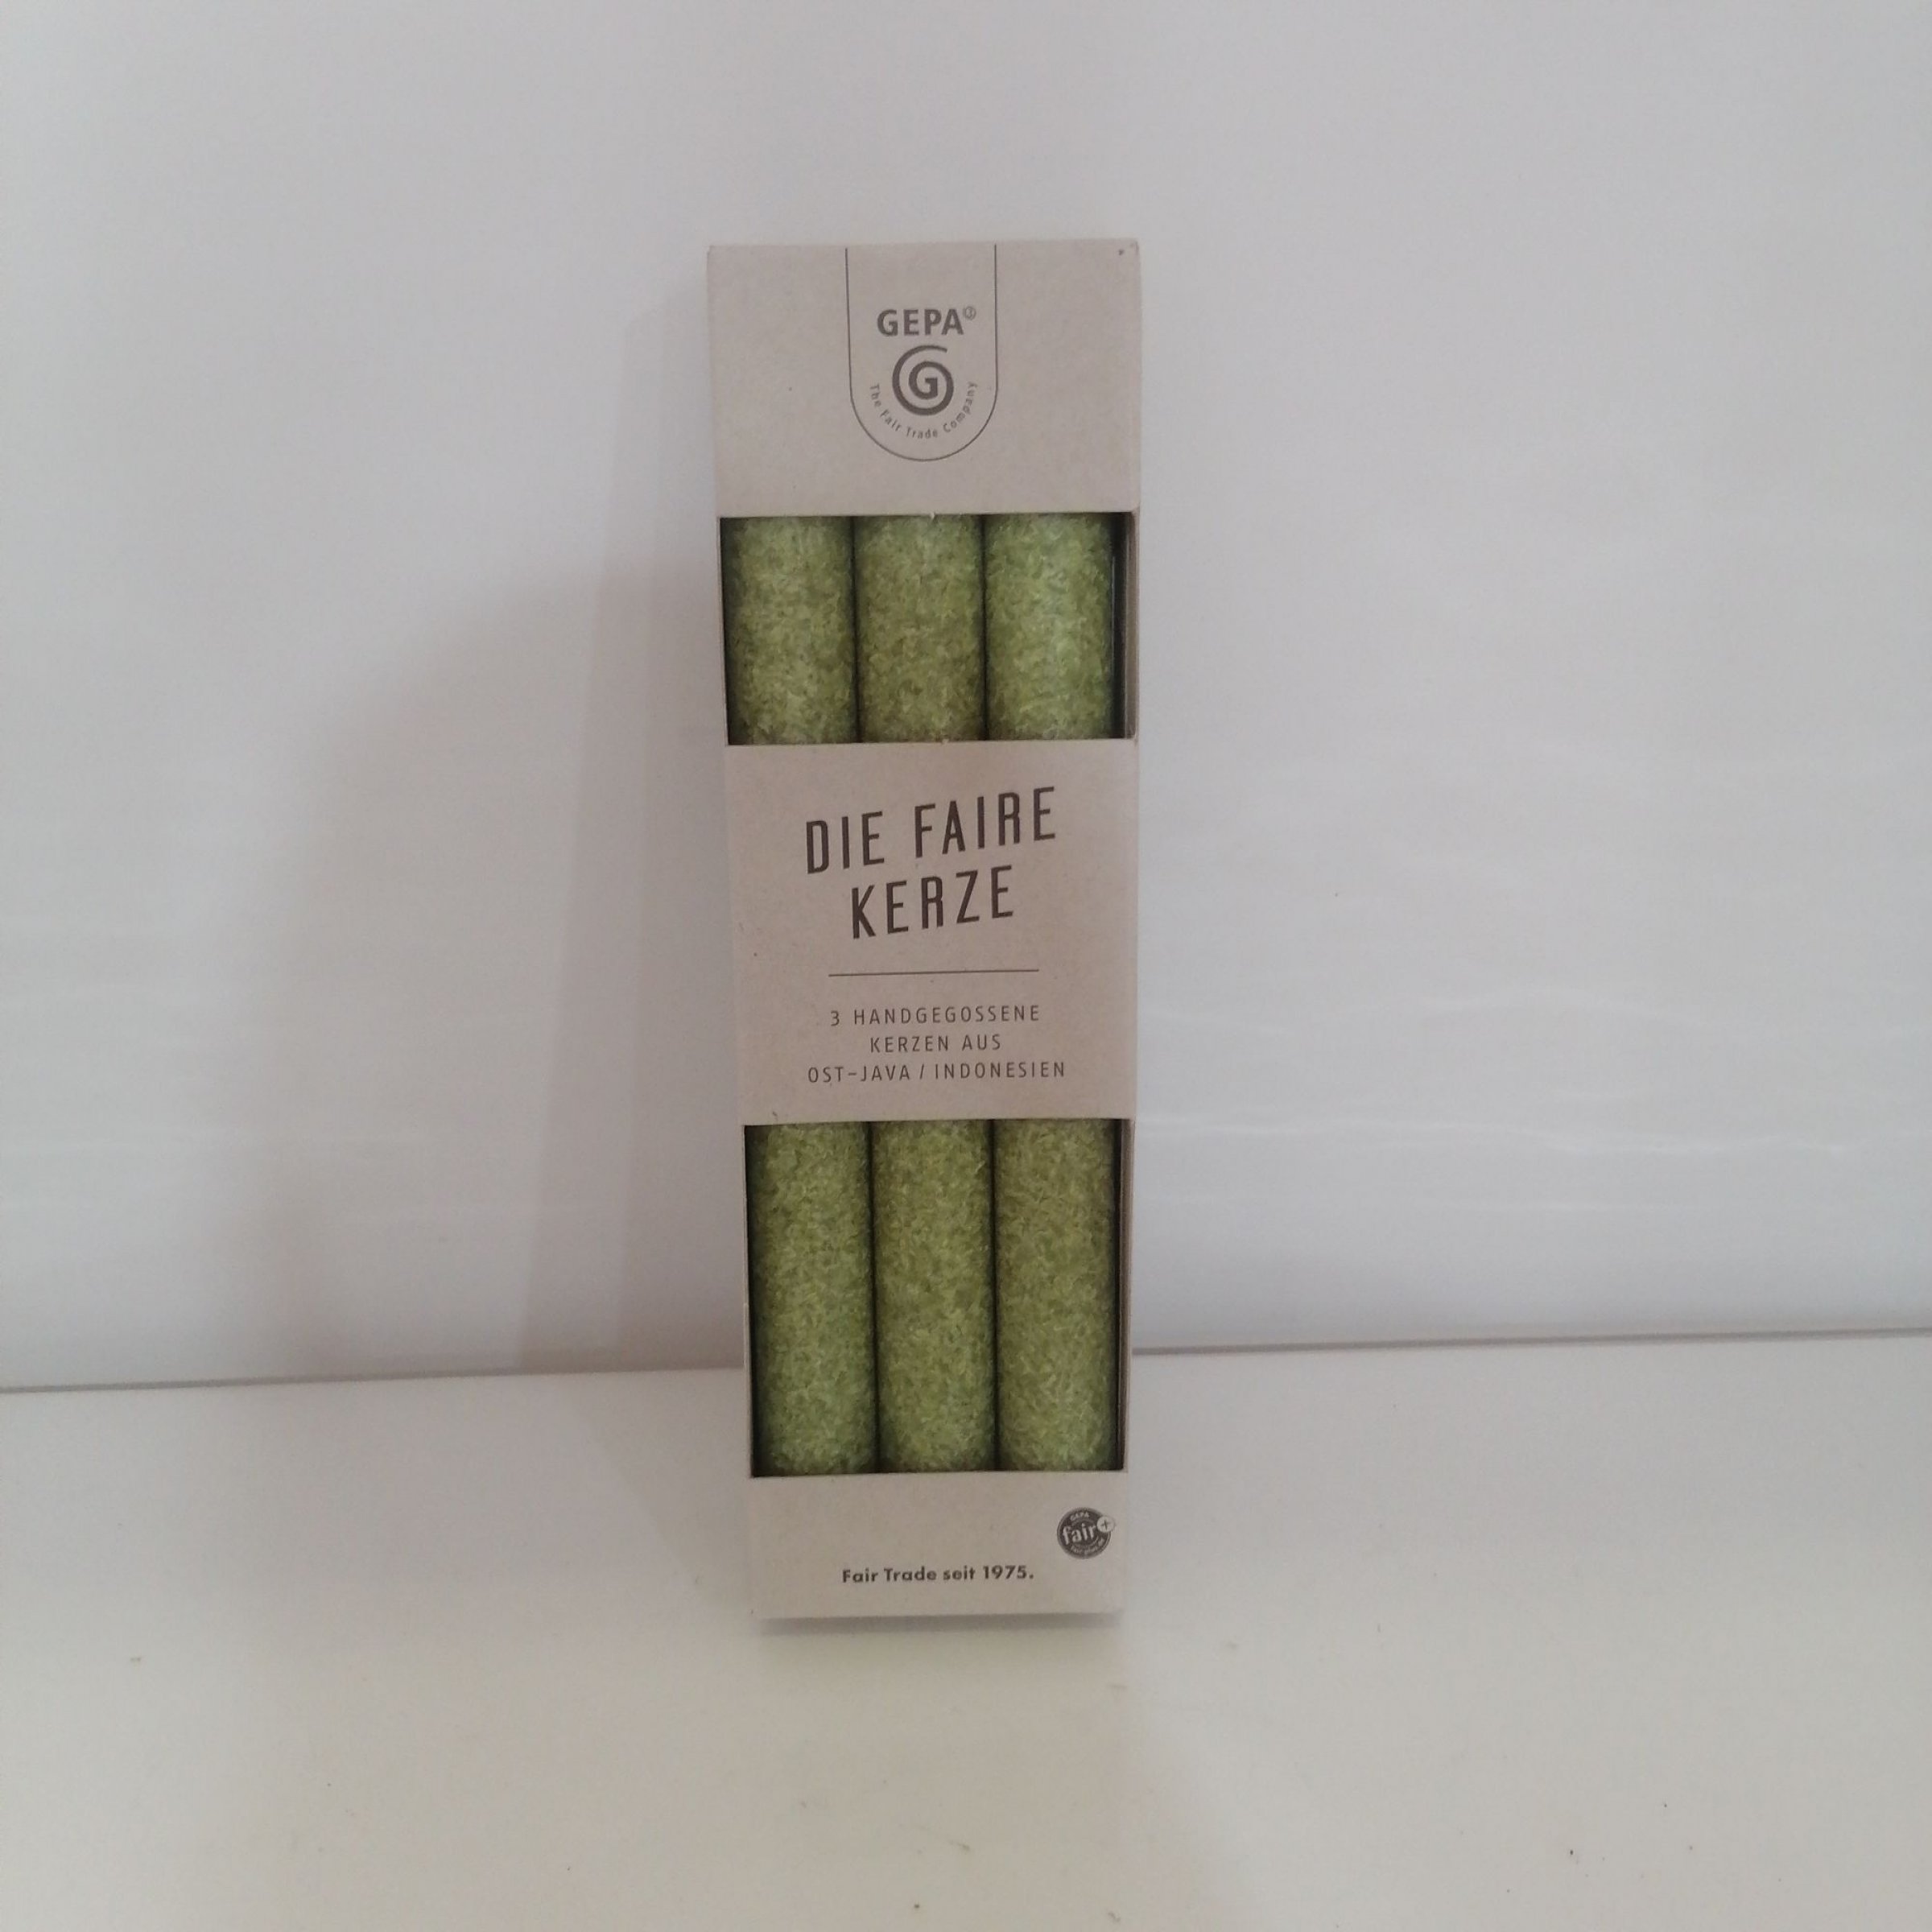 GEPA®
G
The Fair Trade Company
DIE FAIRE
KERZE
3 HANDGEGOSSENE
KERZEN AUS
OST-JAVA / INDONESIEN
GEPA
fair+
Fair Trade seit 1975.